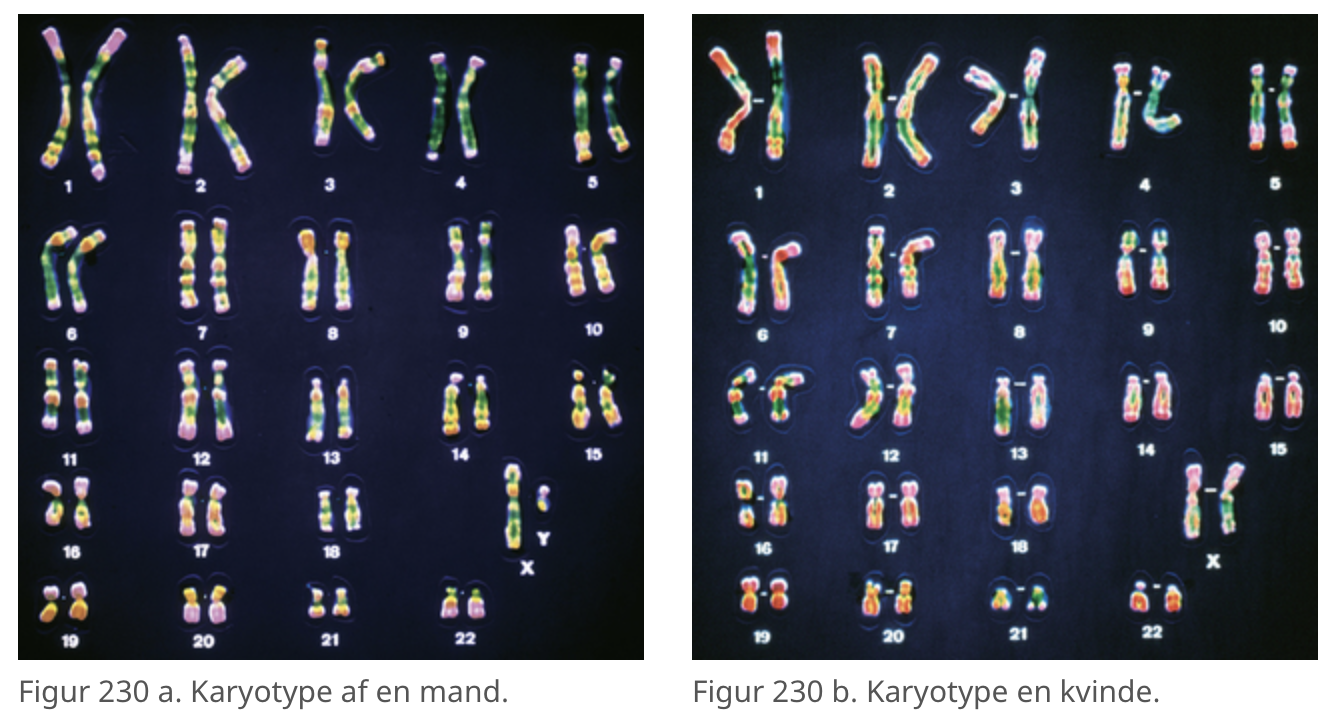 1 2 3 4 5
6 7 8 9 10
11 12 13 14 15
16 17 18 X Y
19 20 21 22
Figur 230 a. Karyotype af en mand.
1 2 3 4 5
6 7 8 9 10
11 12 13 14 15
16 17 18 X
19 20 21 22
Figur 230 b. Karyotype en kvinde.